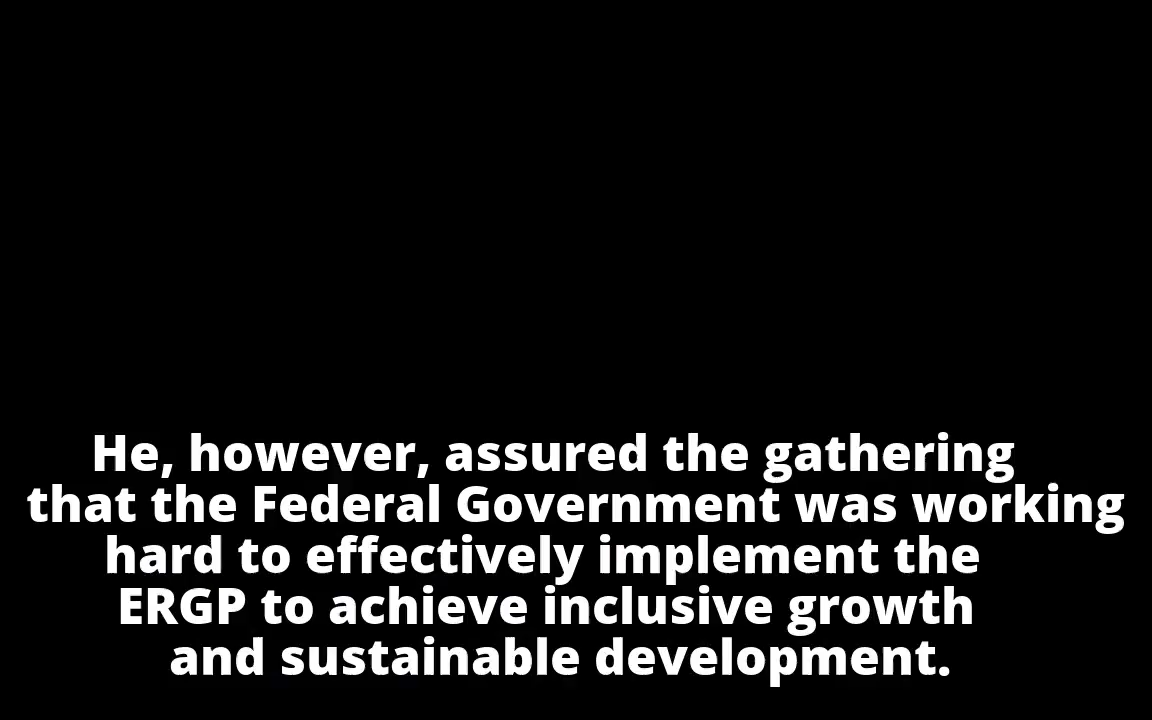 He, however, assured the gathering
that the Federal Government was working
hard to effectively implement the
ERGP to achieve inclusive growth
and sustainable development.